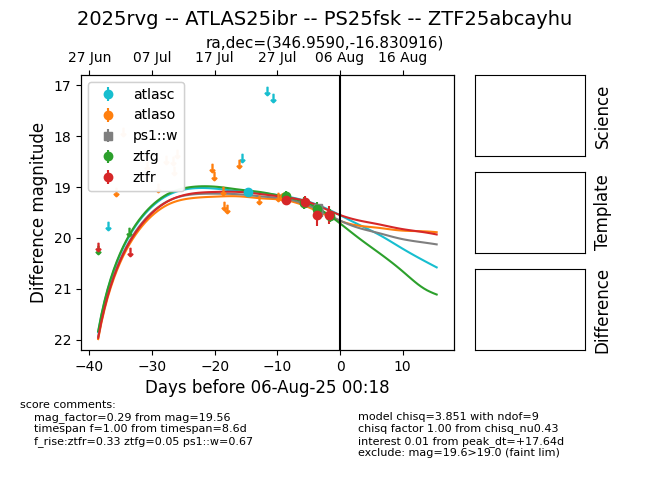 2025rvg -- ATLAS25ibr -- PS25fsk -- ZTF25abcayhu
ra,dec=(346.9590,-16.830916)
27 Jun 07 Jul 17 Jul 27 Jul 06 Aug 16 Aug
17
18
19
20
21
22
Difference magnitude
atlasc
atlaso
ps1::w
ztfg
ztfr
−40 −30 −20 −10 0 10
Days before 06-Aug-25 00:18
Science
Template
Difference
score comments:
mag_factor=0.29 from mag=19.56
timespan f=1.00 from timespan=8.6d
f_rise:ztfr=0.33 ztfg=0.05 ps1::w=0.67
model chisq=3.851 with ndof=9
chisq factor 1.00 from chisq_nu0.43
interest 0.01 from peak_dt=+17.64d
exclude: mag=19.6>19.0 (faint lim)